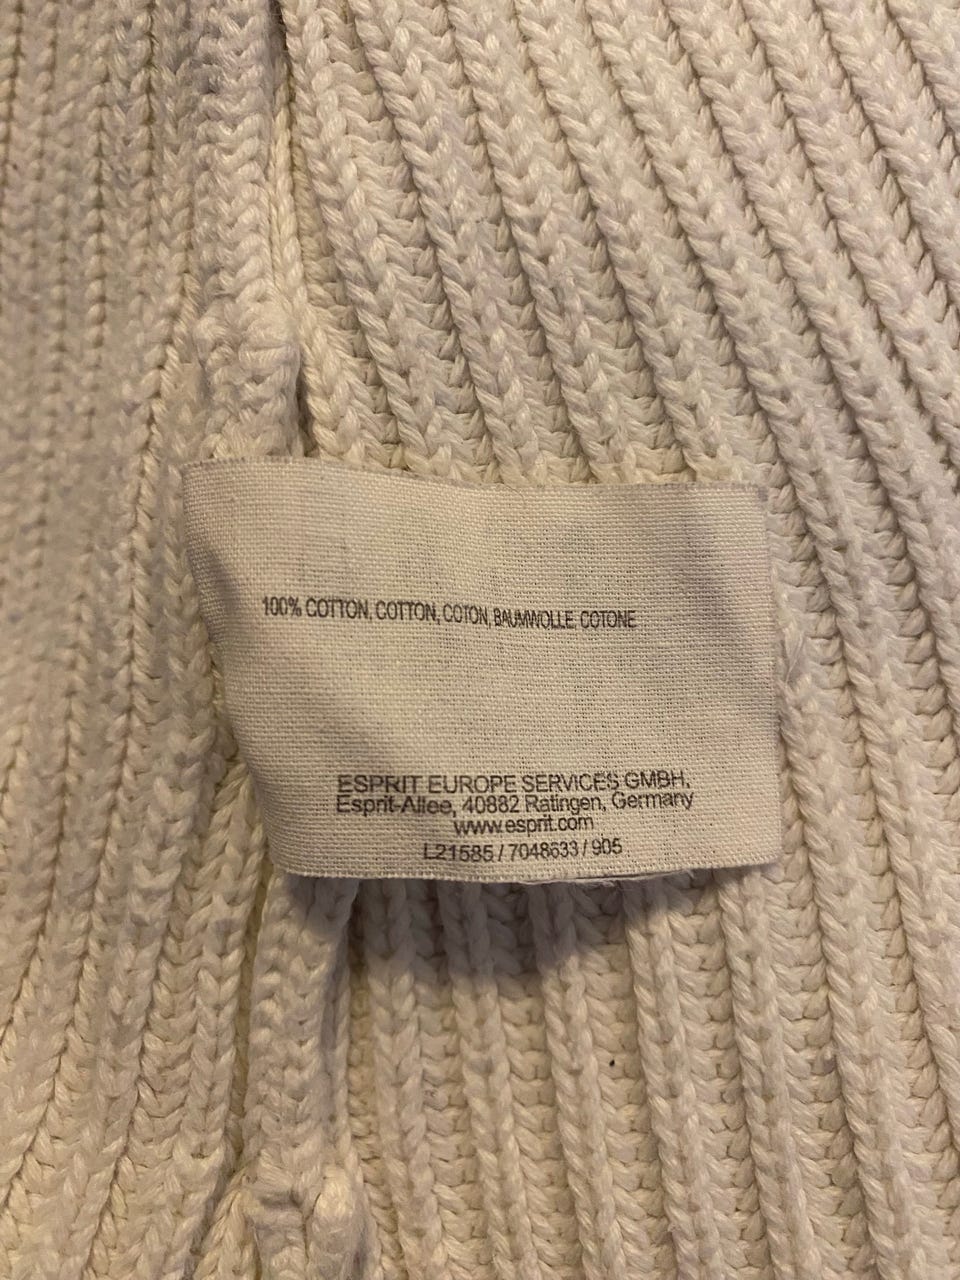 100% COTTON, COTTON, COTON, BAUMWOLLE, COTONE
ESPRIT EUROPE SERVICES GMBH,
Esprit-Allee, 40882 Ratingen, Germany
www.esprit.com
L21585 / 7048633 / 905